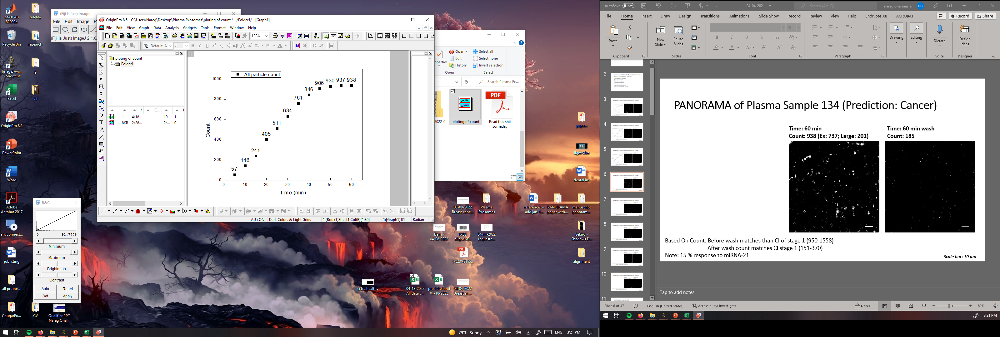 MATLAB R2020b
fidelity
Recycle Bin
research
ImageJ-wi... - Shortcut
g
Excel
all
OriginPro 8.5
PowerPoint
Word
Adobe Acrobat 2017
anyconnect...
job isting
all proposal
CougarFu...
CV
Qualifier PPT Nareg Oha...
(Fiji Is Just) ImageJ
File Edit Image P
(Fiji Is Just) ImageJ 2.1.0
OriginPro 8.5 - C:\Users\Nareg\Desktop\Plasma Exosomes\ploting of count * - /Folder1/ - [Graph1]
File Edit View Graph Data Analysis Gadgets Tools Format Window Help
100%
Default: A 0 B I U
ploting of count
Folder1
1... 4/18... 10... 1
8KB 2/28... 2/... 0
1
All particle count
1000
800
600
400
200
0
Count
57
146
241
405
511
634
761
846
906
930
937
938
0 10 20 30 40 50 60
Time (min)
AU : ON Dark Colors & Light Grids 1:[Book1]Sheet1!Col(B)[1:30] 1:[Graph1]1!1 Radian
B&C
0 92.7778
Minimum
Maximum
Brightness
Contrast
Auto Reset
Set Apply
operties
Open
Edit
History
Open
Select all
Select none
Invert selection
Select
Search Plasma Ex...
2022-0
ploting of count
PDF
Read this shit someday
papers
light wire
dental ins
03-09-2022 Breast canc...
Plasma Exosomes
reference to add jan-1...
PANORAMA paper with...
manuscript panoram...
Demo 04-08-2022
IX83 alignem...
04-11-2022 requeste...
Sekiro - Shadows D...
PDF
1-s2.0-S155...
alignment
extra healthy
04-18-2022 All data c...
prostate bind 04-18-2022
04-04-2022 Breast an...
79°F Sunny ENG 3:21 PM
AutoSave Off 04-04-202... Search (Alt+Q) nareg ohannesian NO
File Home Insert Draw Design Transitions Animations Slide Show Record Review View Help EndNote X8 ACROBAT Record Share
Paste
New Slide
Reuse Slides
18
B I U S ab AV
Aa
Drawing
Editing
Dictate
Design Ideas
Clipboard Slides Font Paragraph Voice Designer
2
3
4
5
6
7
8
9
10
11
PANORAMA of Plasma Sample 134 (Prediction: Cancer)
Time: 60 min
Count: 938 (Ex: 737; Large: 201)
Time: 60 min wash
Count: 185
Based On Count: Before wash matches than CI of stage 1 (950-1558)
After wash count matches CI stage 1 (151-370)
Note: 15 % response to miRNA-21
Scale bar: 10 µm
Tap to add notes
Slide 6 of 47 English (United States) Accessibility: Investigate Notes 82%
3:21 PM